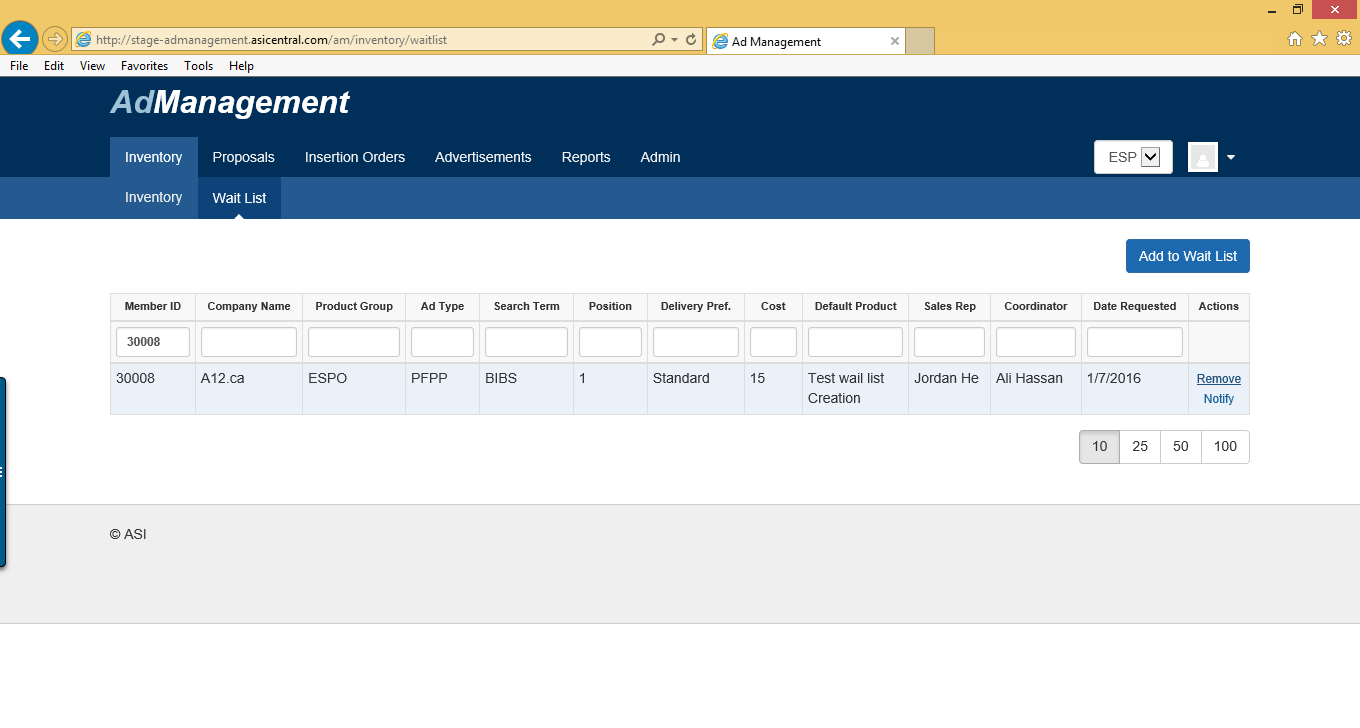 http://stage-admanagement.asicentral.com/am/inventory/waitlist
Ad Management
File Edit View Favorites Tools Help
AdManagement
Inventory Proposals Insertion Orders Advertisements Reports Admin
ESP
Inventory Wait List
Add to Wait List
Member ID Company Name Product Group Ad Type Search Term Position Delivery Pref. Cost Default Product Sales Rep Coordinator Date Requested Actions
30008
30008 A12.ca ESPO PFPP BIBS 1 Standard 15 Test wail list Jordan He Ali Hassan 1/7/2016 Remove
Creation Notify
10 25 50 100
© ASI